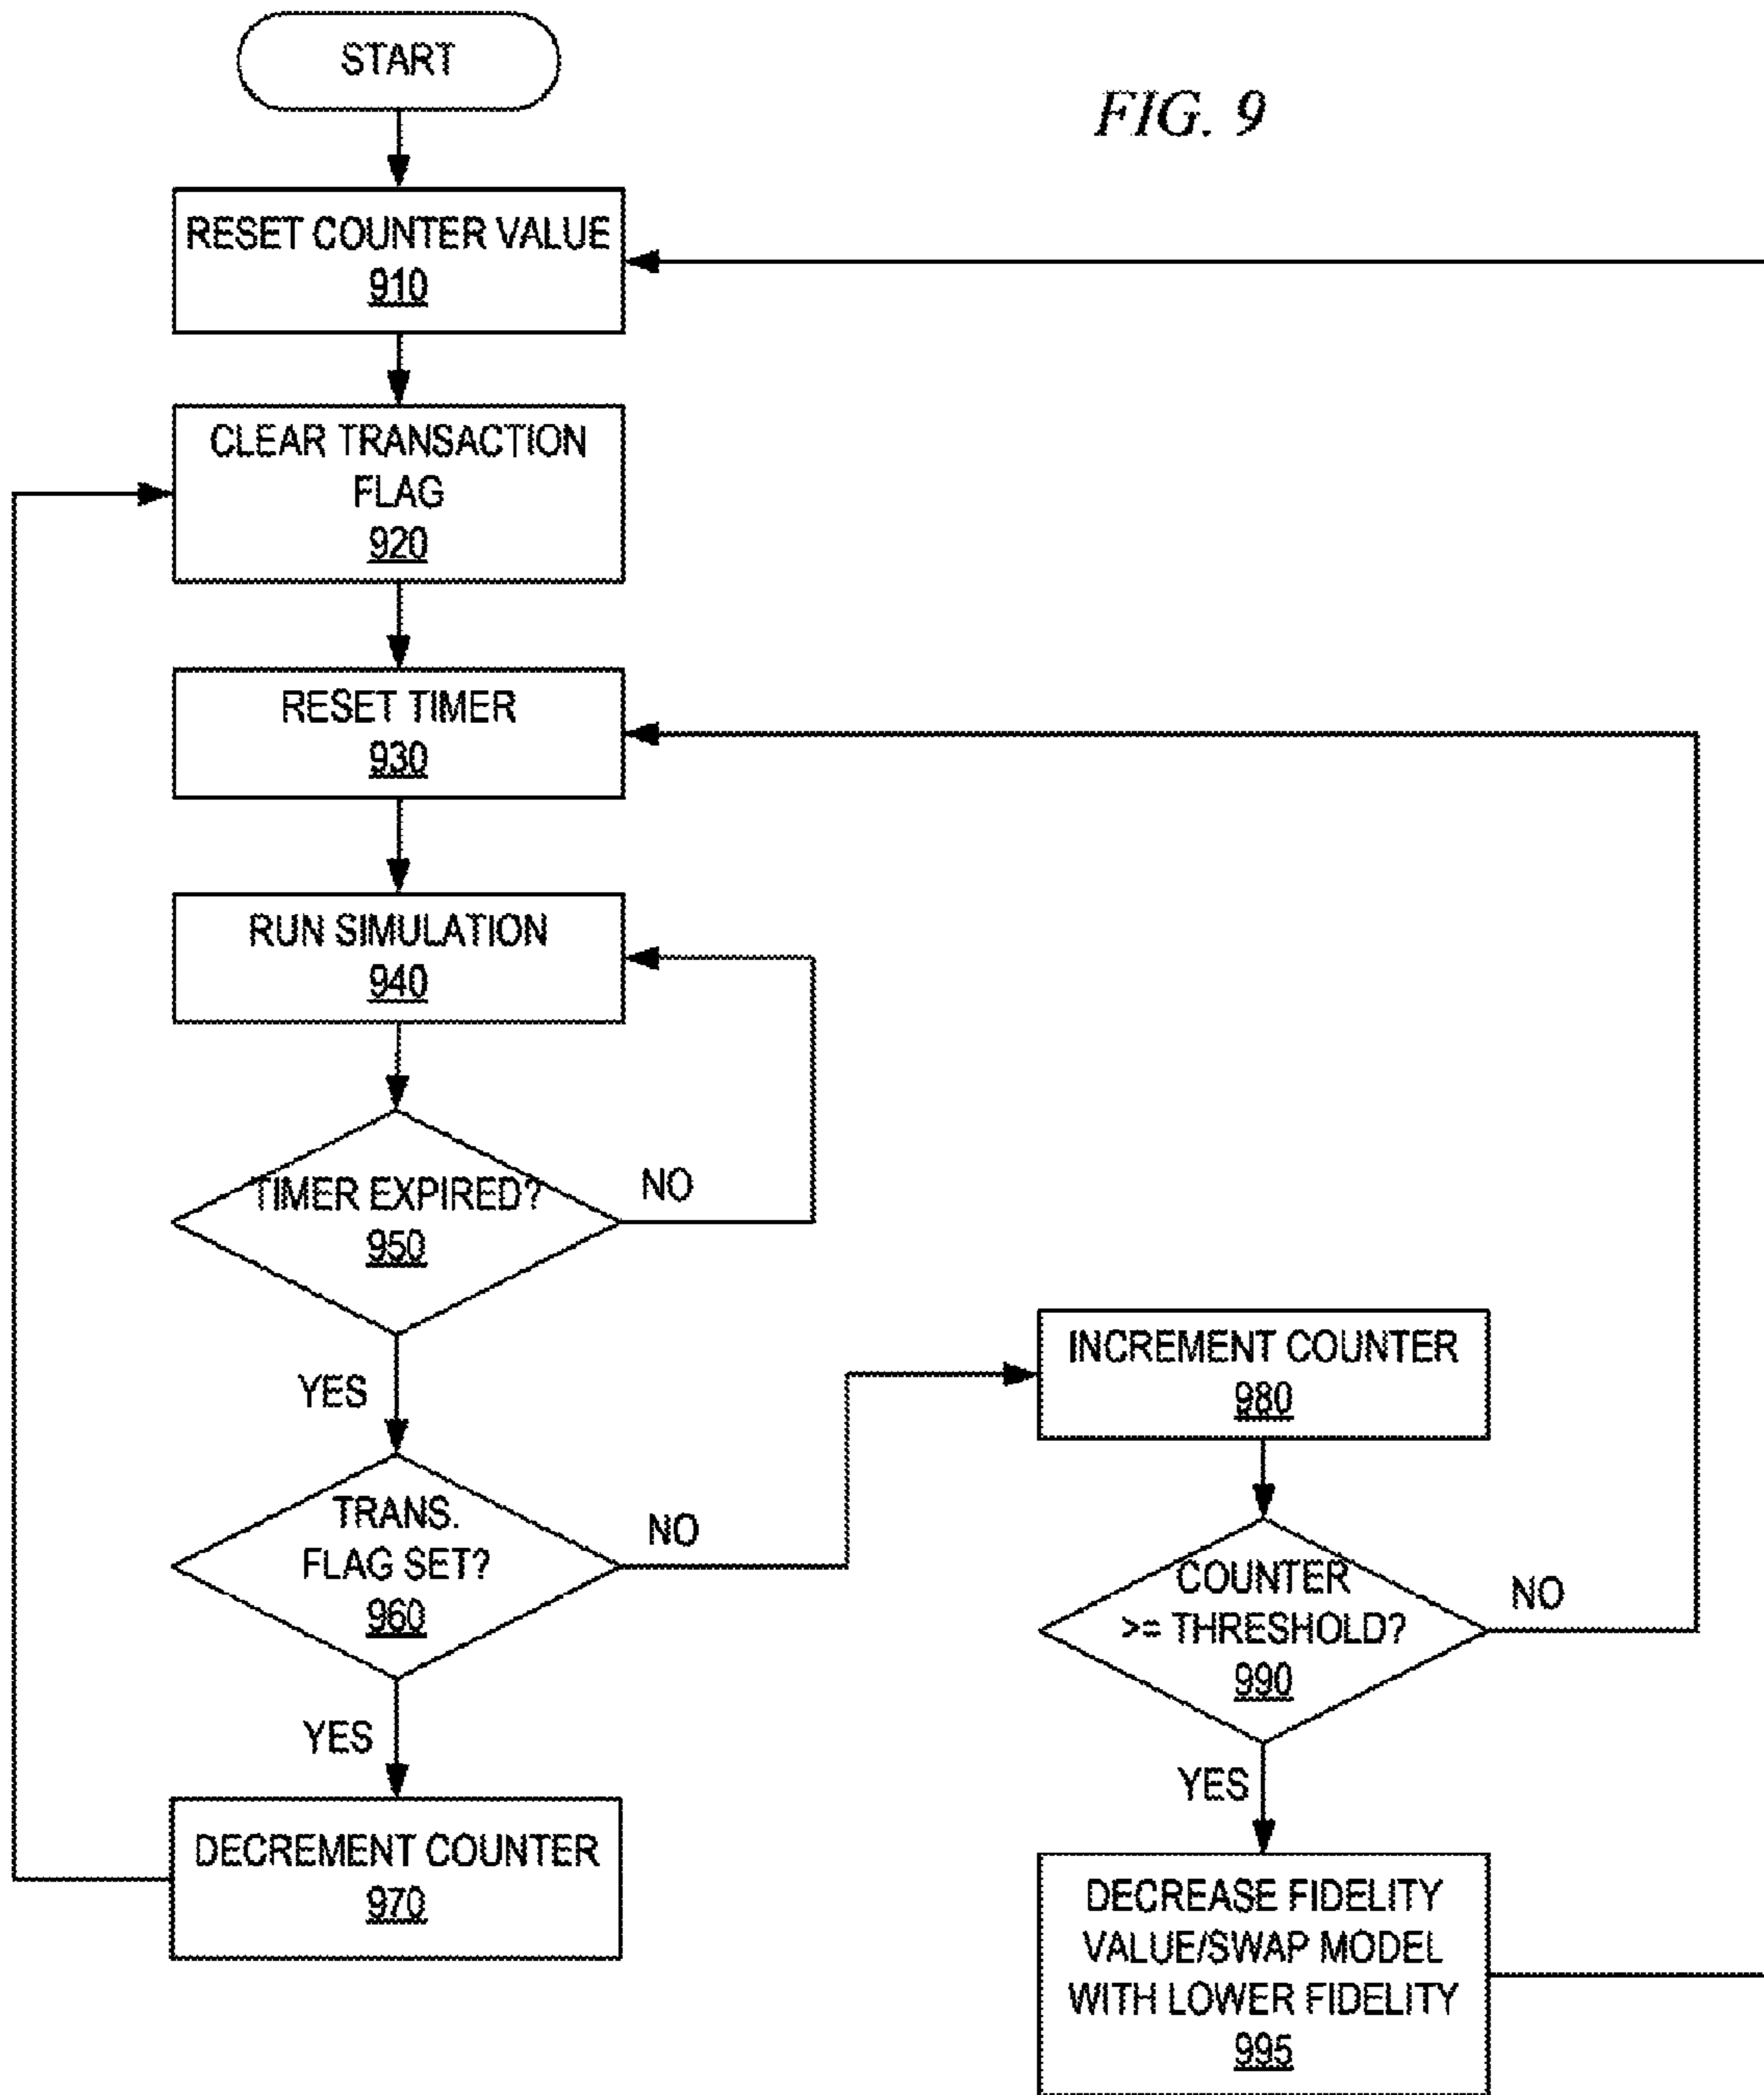 START
FIG. 9
RESET COUNTER VALUE
910
CLEAR TRANSACTION
FLAG
920
RESET TIMER
930
RUN SIMULATION
940
TIMER EXPIRED?
950
NO
YES
TRANS.
FLAG SET?
960
NO
YES
DECREMENT COUNTER
970
INCREMENT COUNTER
980
COUNTER
>= THRESHOLD?
990
NO
YES
DECREASE FIDELITY
VALUE/SWAP MODEL
WITH LOWER FIDELITY
995